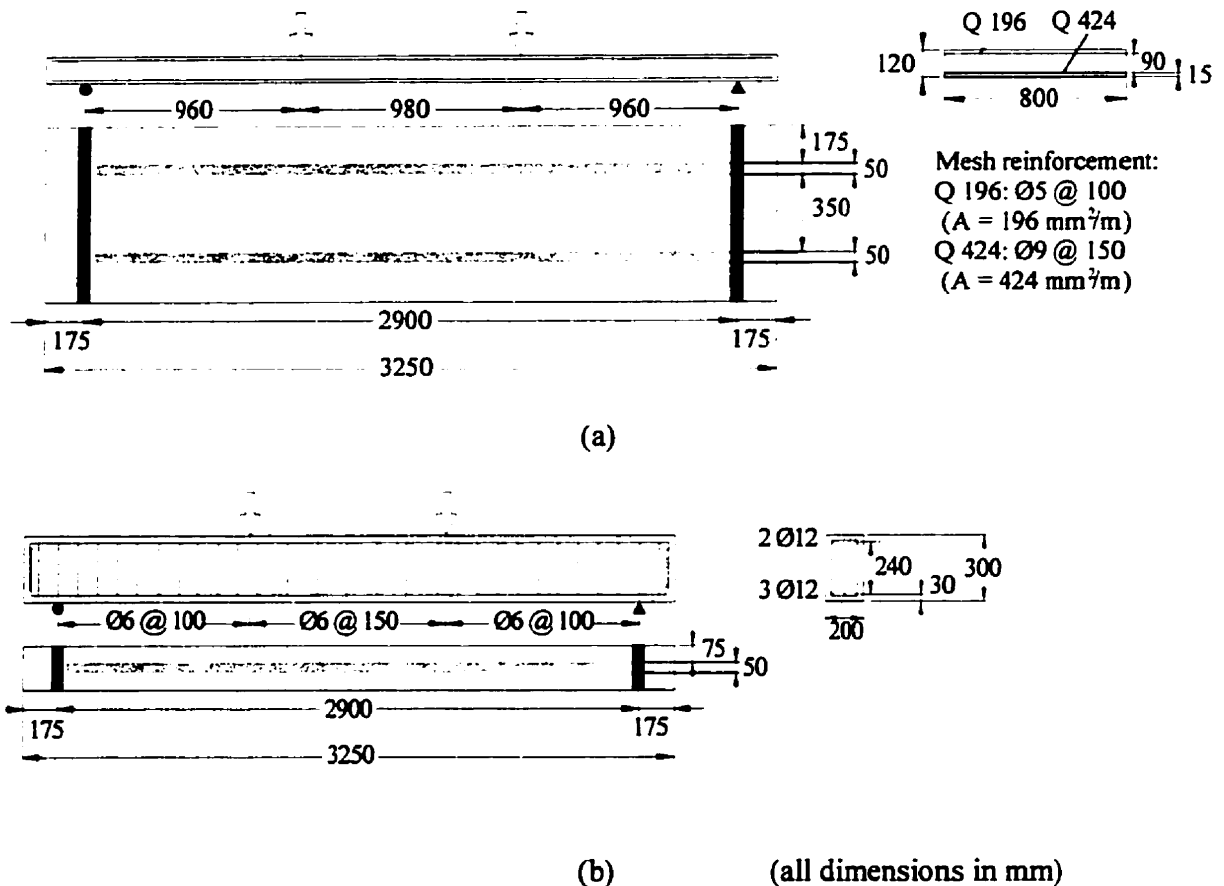 Q 196 Q 424
120
90
15
800
960
980
960
175
50
350
50
Mesh reinforcement:
Q 196: Ø5 @ 100
(A = 196 mm²/m)
Q 424: Ø9 @ 150
(A = 424 mm²/m)
175
2900
175
3250
(a)
2 Ø12
240
300
3 Ø12
30
200
Ø6 @ 100
Ø6 @ 150
Ø6 @ 100
75
50
175
2900
175
3250
(b) (all dimensions in mm)